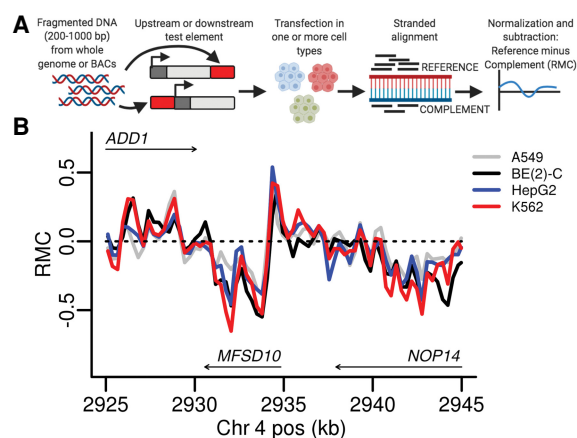 A
Fragmented DNA
(200-1000 bp)
from whole
genome or BACs
Upstream or downstream
test element
Transfection in
one or more cell
types
Stranded
alignment
REFERENCE
COMPLEMENT
Normalization and
subtraction:
Reference minus
Complement (RMC)
B
ADD1
A549
BE(2)-C
HepG2
K562
RMC
0.5
0.0
-0.5
MFSD10
NOP14
2925
2930
2935
2940
2945
Chr 4 pos (kb)